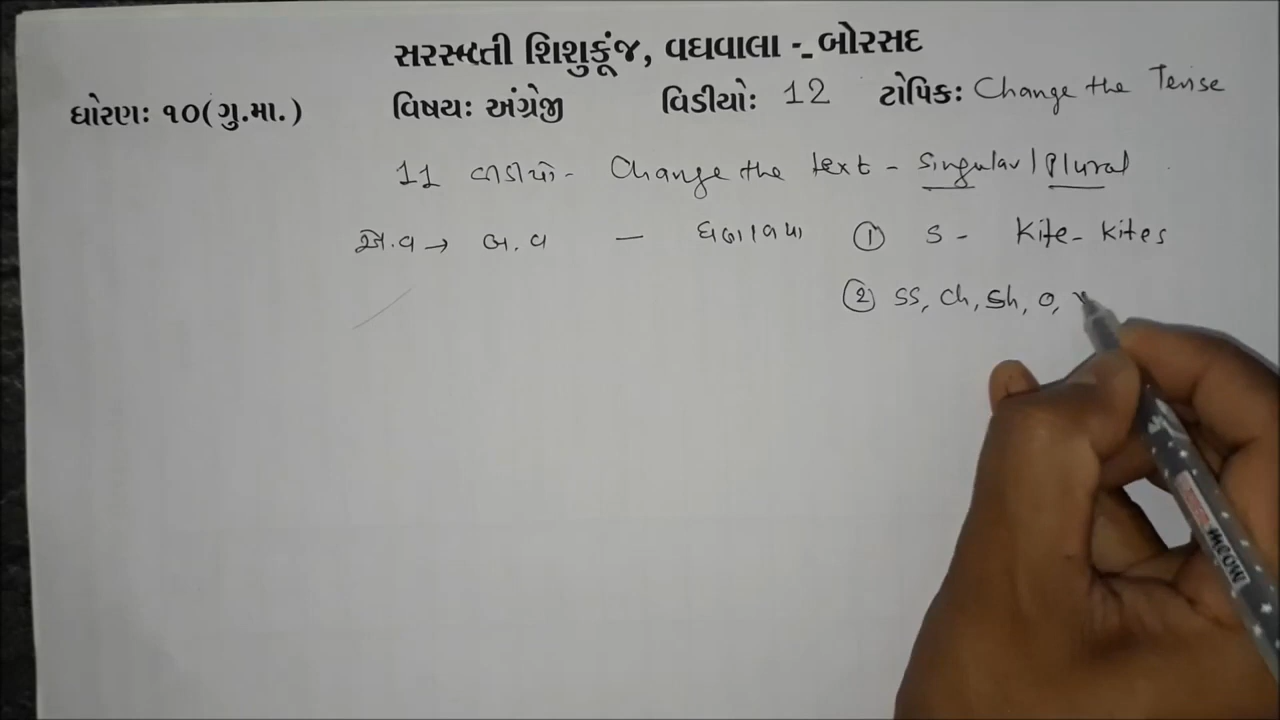 સરસ્વતી શિશુકૂંજ, વઘવાલા - બોરસદ
ધોરણઃ ૧૦(ગુ.મા.) વિષયઃ અંગ્રેજી વિડીયોઃ 12 ટોપિકઃ Change the Tense
11 - Change the text - Singular / Plural
એ.વ → બ.વ — ① S - Kite - Kites
② ss, ch, sh, o,
meow